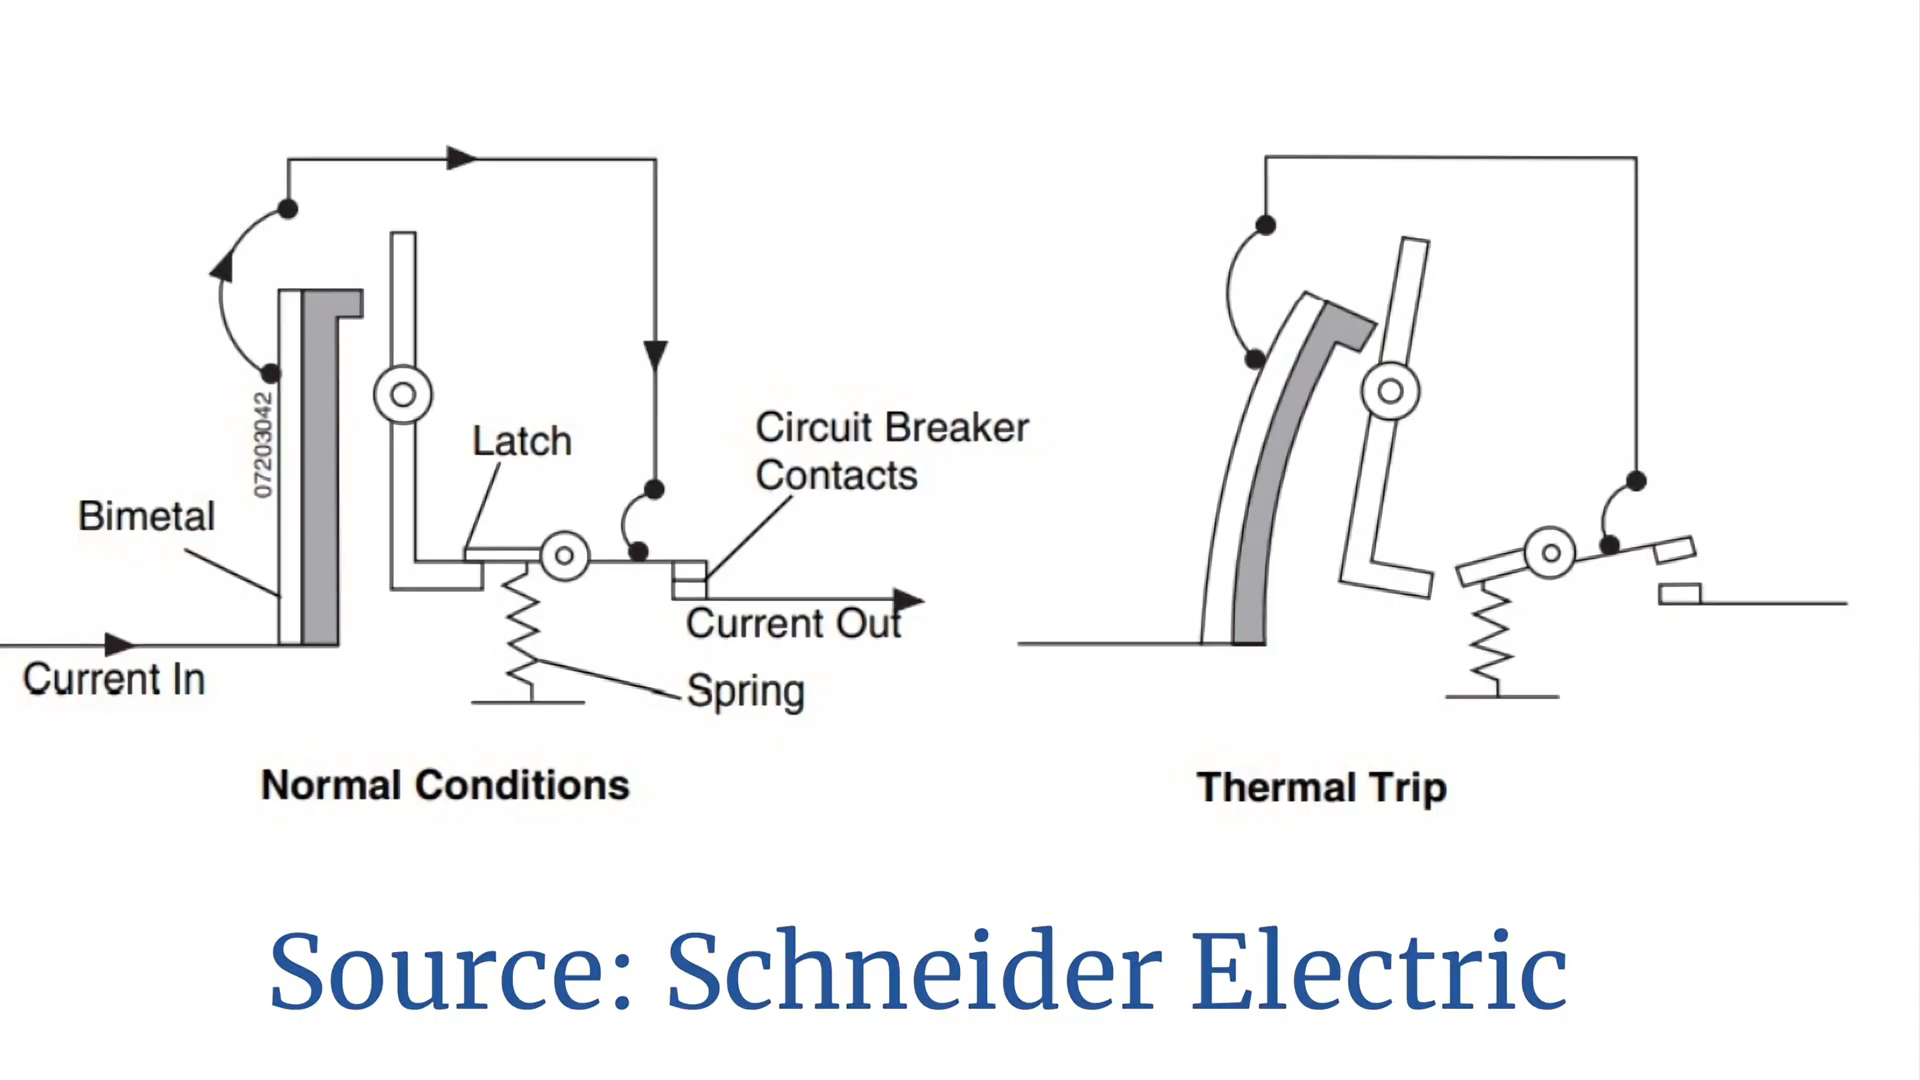 07203042
Latch
Circuit Breaker
Contacts
Bimetal
Current In
Current Out
Spring
Normal Conditions
Thermal Trip
Source: Schneider Electric